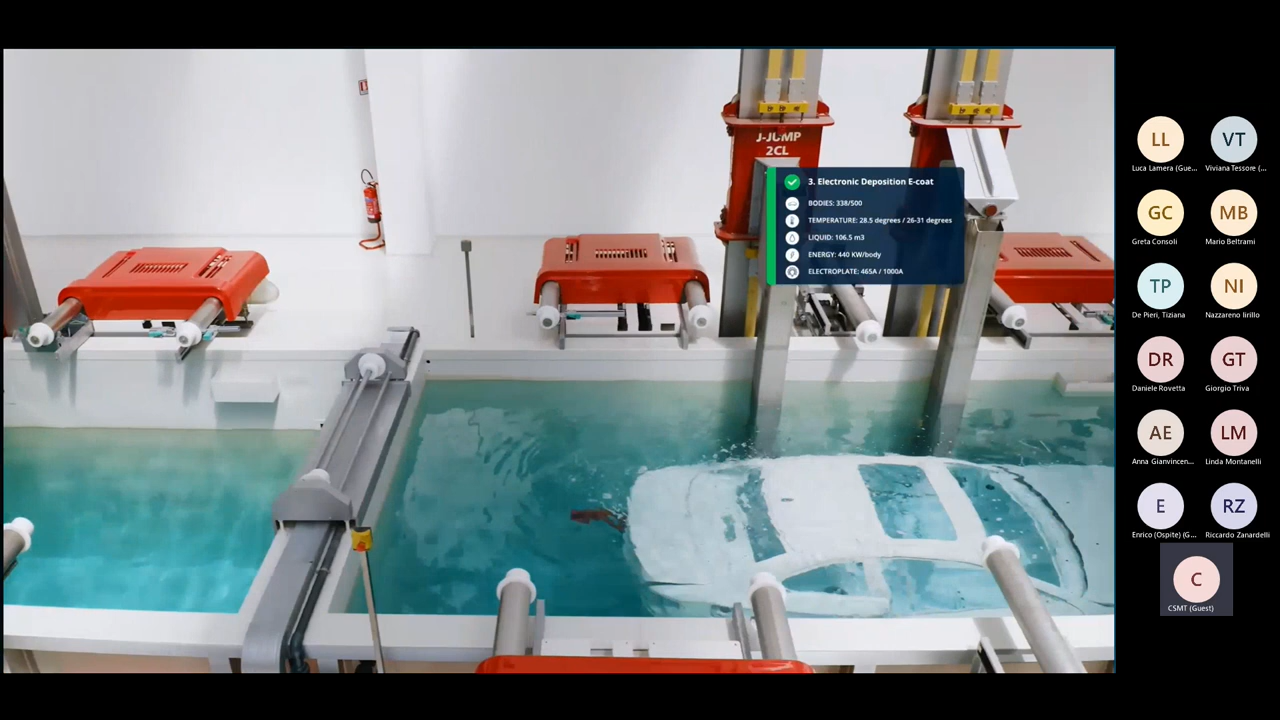 J-JUMP
2CL
3. Electronic Deposition E-coat
BODIES: 338/500
TEMPERATURE: 28.5 degrees / 26-31 degrees
LIQUID: 106.5 m3
ENERGY: 440 KW/body
ELECTROPLATE: 465A / 1000A
LL
Luca Lamera (Gue...
VT
Viviana Tessore (...
GC
Greta Consoli
MB
Mario Beltrami
TP
De Pieri, Tiziana
NI
Nazzareno Iirillo
DR
Daniele Rovetta
GT
Giorgio Triva
AE
Anna Gianvincen...
LM
Linda Montanelli
E
Enrico (Ospite) (G...
RZ
Riccardo Zanardelli
C
CSMT (Guest)